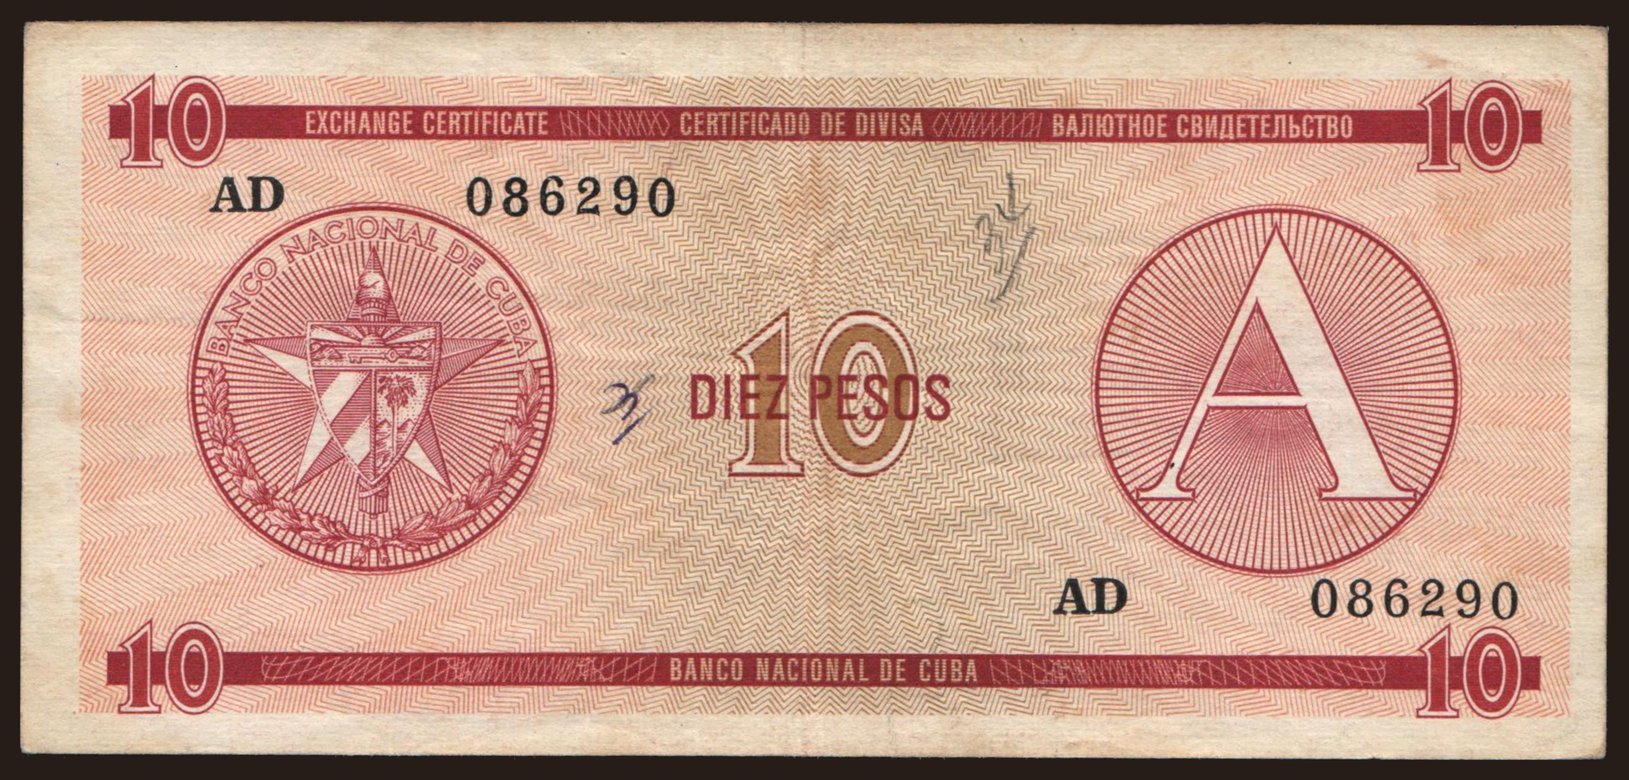 10 EXCHANGE CERTIFICATE CERTIFICADO DE DIVISA ВАЛЮТНОЕ СВИДЕТЕЛЬСТВО 10
AD 086290
BANCO NACIONAL DE CUBA
10
DIEZ PESOS
A
AD 086290
10 BANCO NACIONAL DE CUBA 10